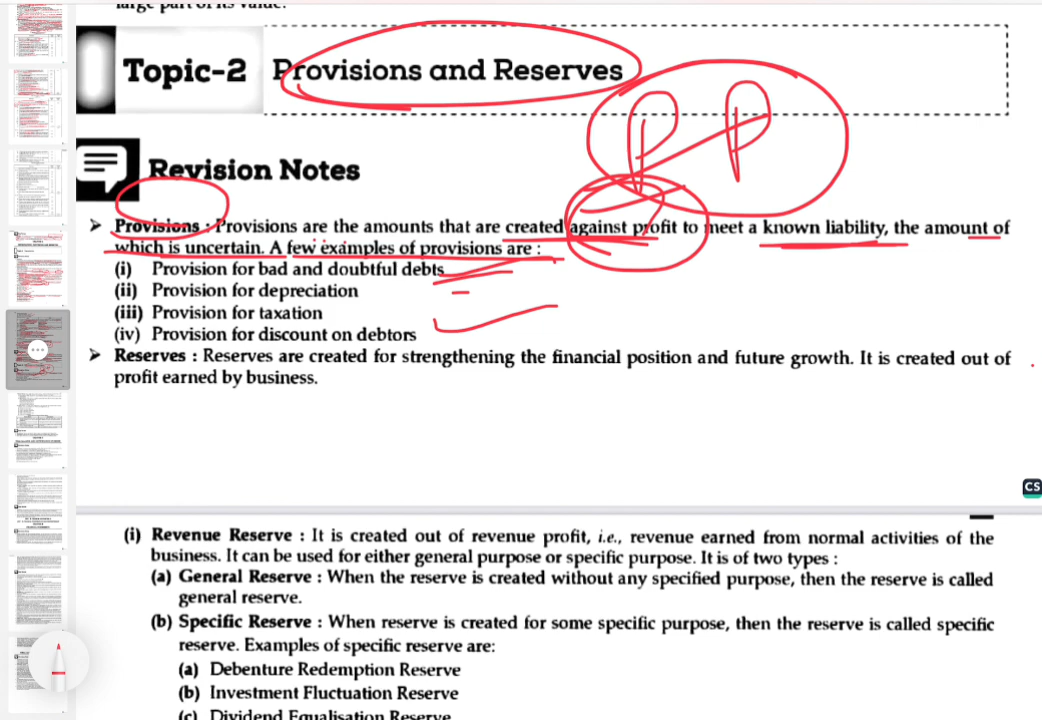 large part of its value.
Topic-2 Provisions and Reserves
P P
Revision Notes
➤ Provisions : Provisions are the amounts that are created against profit to meet a known liability, the amount of
which is uncertain. A few examples of provisions are :
(i) Provision for bad and doubtful debts
(ii) Provision for depreciation
(iii) Provision for taxation
(iv) Provision for discount on debtors
➤ Reserves : Reserves are created for strengthening the financial position and future growth. It is created out of
profit earned by business.
CS
(i) Revenue Reserve : It is created out of revenue profit, i.e., revenue earned from normal activities of the
business. It can be used for either general purpose or specific purpose. It is of two types :
(a) General Reserve : When the reserve is created without any specified purpose, then the reserve is called
general reserve.
(b) Specific Reserve : When reserve is created for some specific purpose, then the reserve is called specific
reserve. Examples of specific reserve are:
(a) Debenture Redemption Reserve
(b) Investment Fluctuation Reserve
(c) Dividend Equalisation Reserve